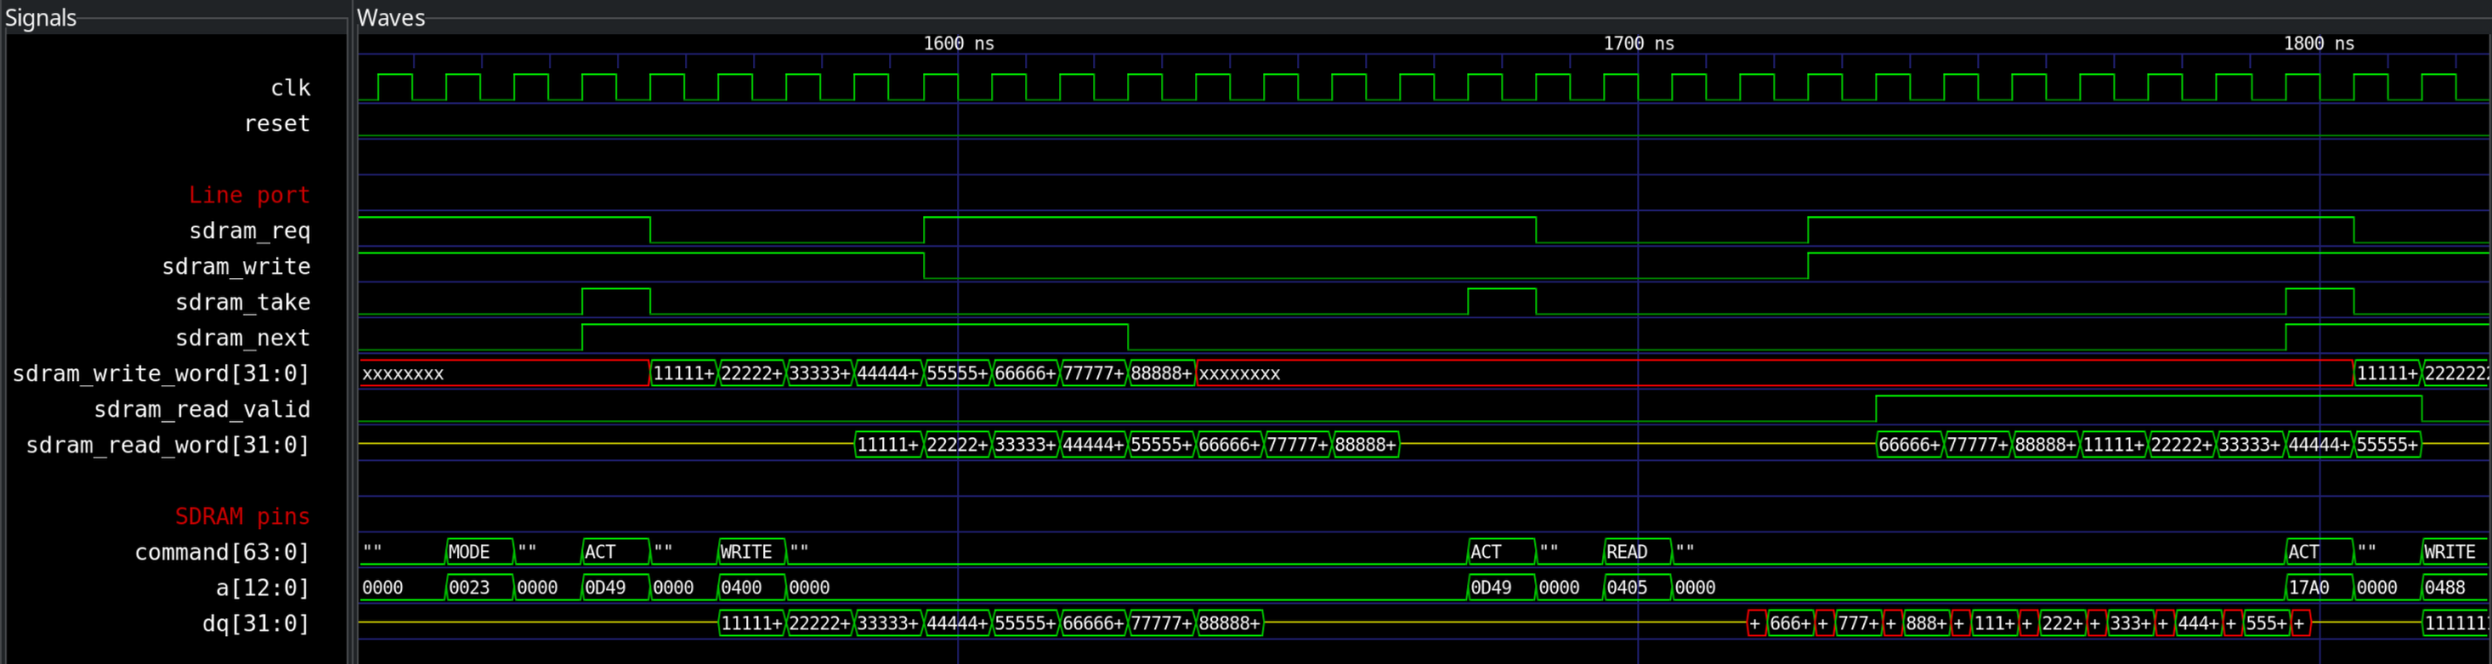 Signals Waves
1600 ns 1700 ns 1800 ns
clk
reset
Line port
sdram_req
sdram_write
sdram_take
sdram_next
sdram_write_word[31:0] xxxxxxxx 11111+ 22222+ 33333+ 44444+ 55555+ 66666+ 77777+ 88888+ xxxxxxxx 11111+ 2222222
sdram_read_valid
sdram_read_word[31:0] 11111+ 22222+ 33333+ 44444+ 55555+ 66666+ 77777+ 88888+ 66666+ 77777+ 88888+ 11111+ 22222+ 33333+ 44444+ 55555+
SDRAM pins
command[63:0] "" MODE "" ACT "" WRITE "" ACT "" READ "" ACT "" WRITE
a[12:0] 0000 0023 0000 0D49 0000 0400 0000 0D49 0000 0405 0000 17A0 0000 0488
dq[31:0] 11111+ 22222+ 33333+ 44444+ 55555+ 66666+ 77777+ 88888+ + 666+ + 777+ + 888+ + 111+ + 222+ + 333+ + 444+ + 555+ + 111111